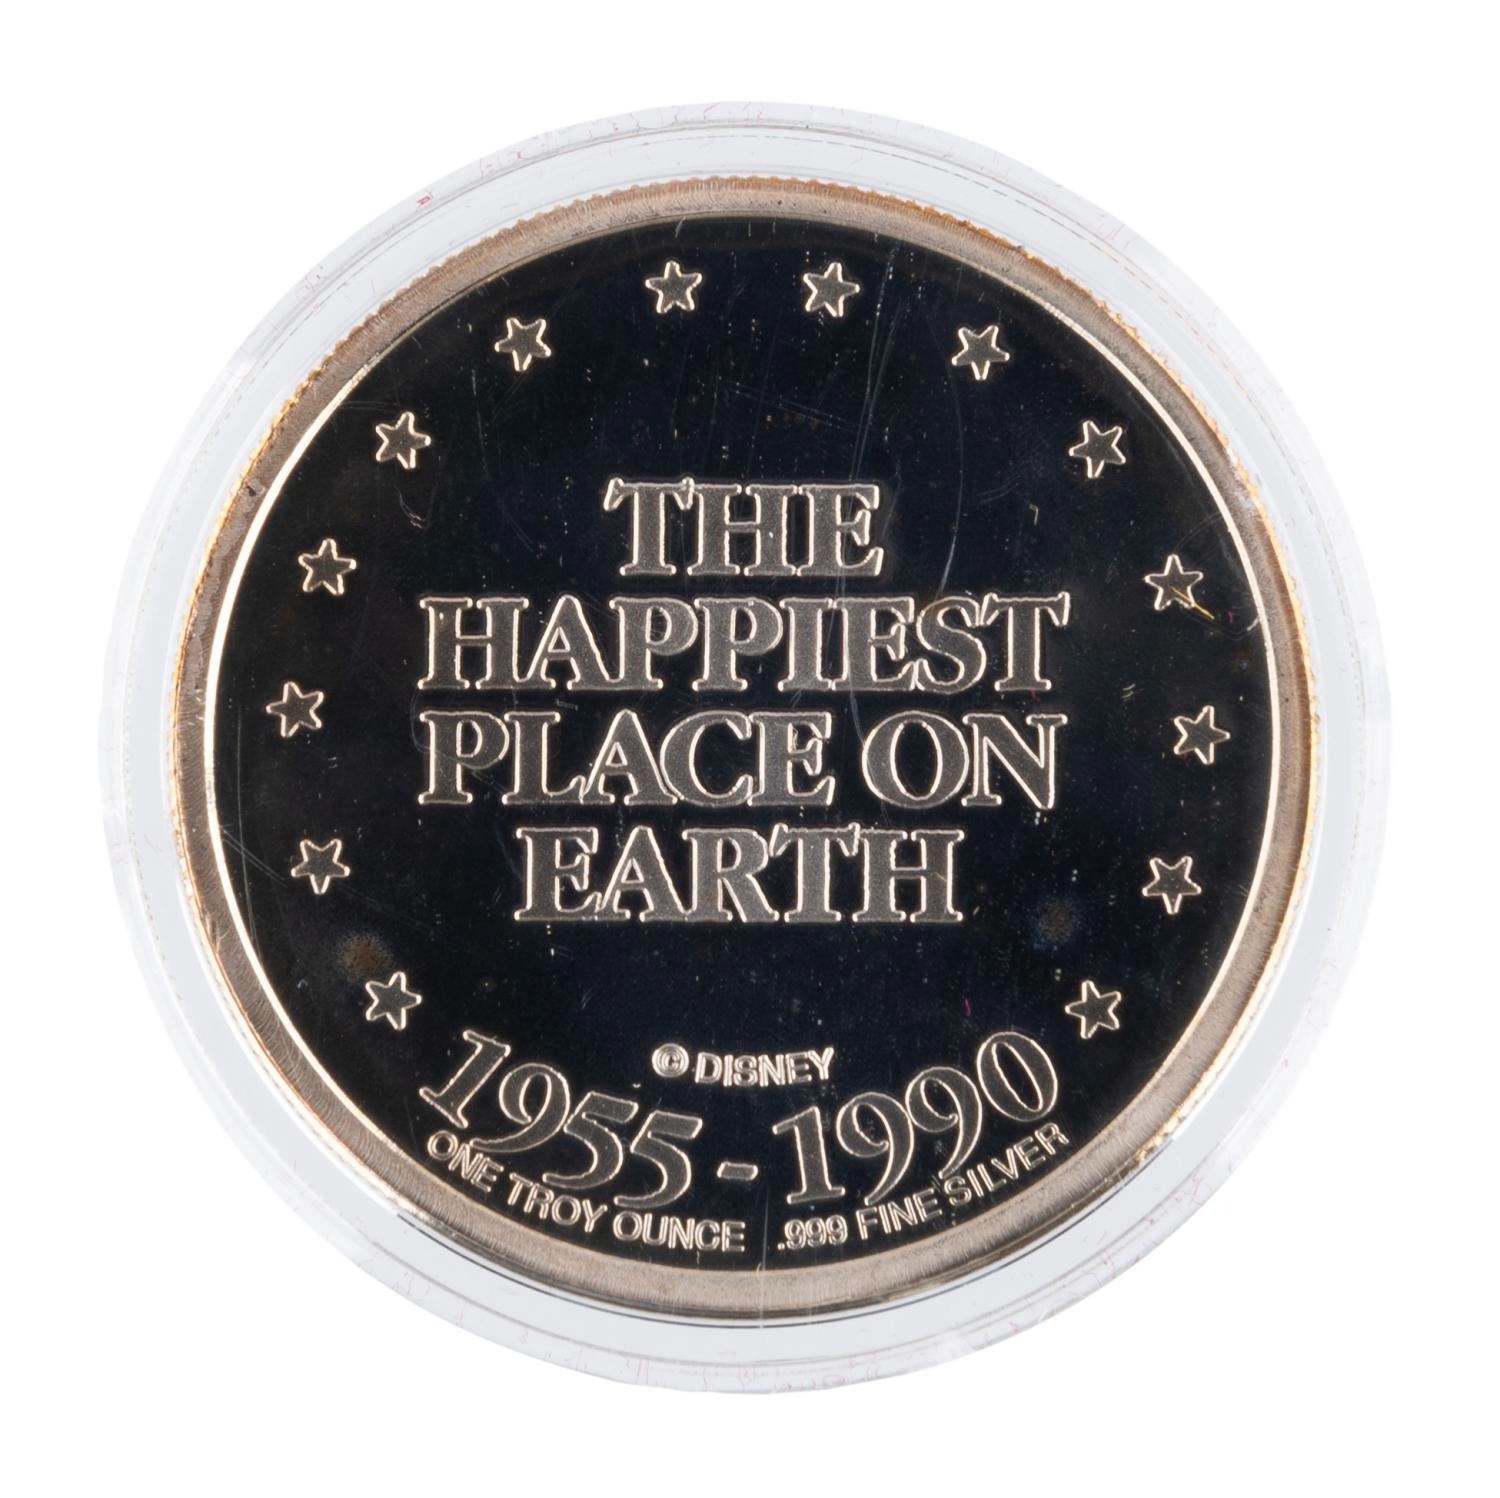 THE
HAPPIEST
PLACE ON
EARTH
© DISNEY
1955-1990
ONE TROY OUNCE .999 FINE SILVER